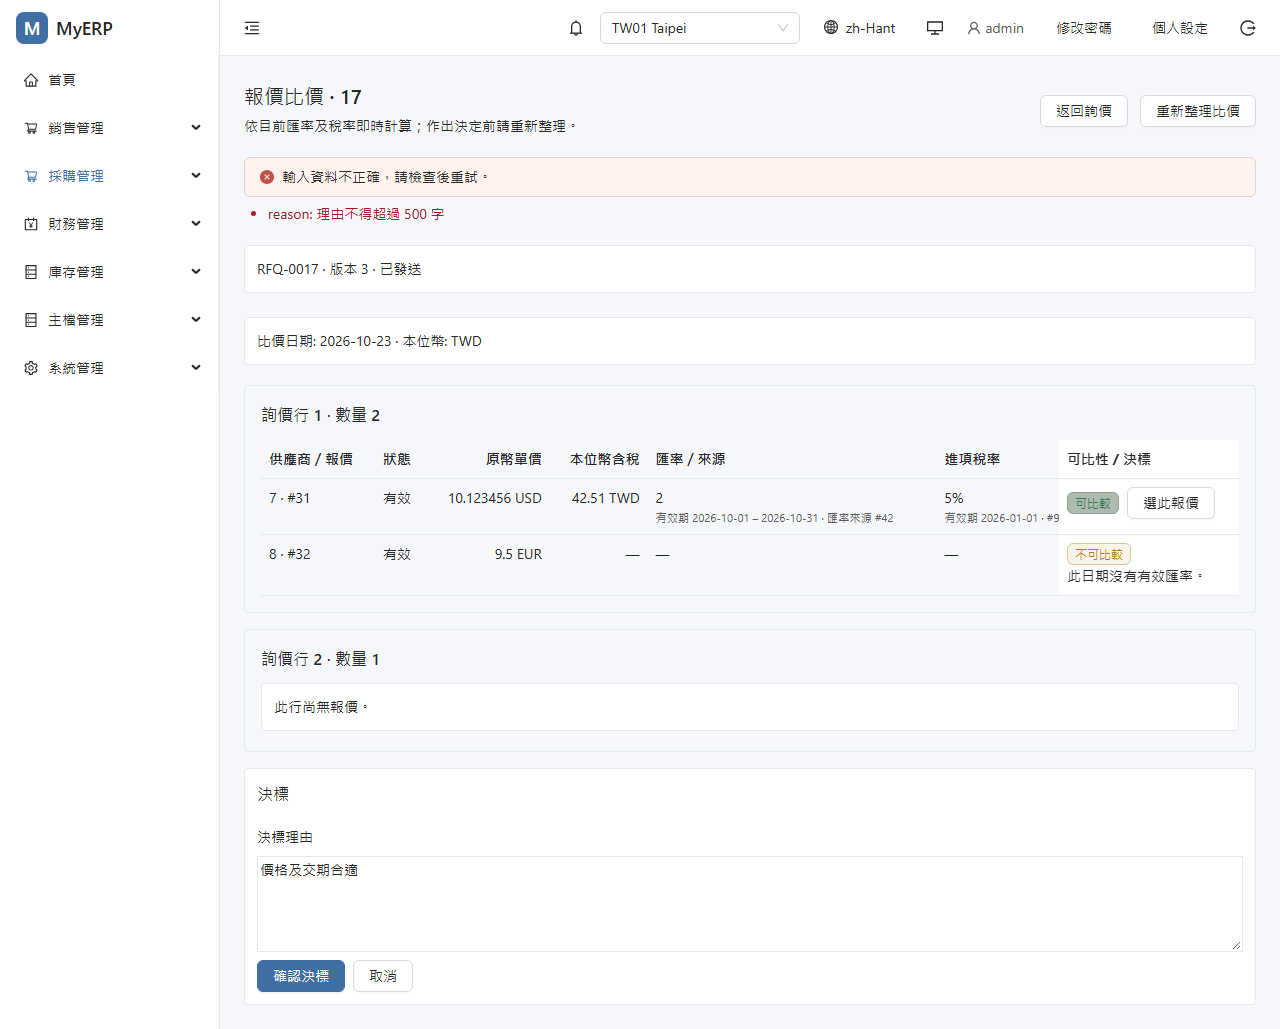 M MyERP
TW01 Taipei
zh-Hant
admin
修改密碼
個人設定
首頁
銷售管理
採購管理
財務管理
庫存管理
主檔管理
系統管理
報價比價 · 17
依目前匯率及稅率即時計算；作出決定前請重新整理。
返回詢價
重新整理比價
輸入資料不正確，請檢查後重試。
reason: 理由不得超過 500 字
RFQ-0017 · 版本 3 · 已發送
比價日期: 2026-10-23 · 本位幣: TWD
詢價行 1 · 數量 2
供應商 / 報價 狀態 原幣單價 本位幣含稅 匯率 / 來源 進項稅率 可比性 / 決標
7 · #31 有效 10.123456 USD 42.51 TWD 2 5% 可比較 選此報價
有效期 2026-10-01 – 2026-10-31 · 匯率來源 #42 有效期 2026-01-01 · #9
8 · #32 有效 9.5 EUR — — — 不可比較
此日期沒有有效匯率。
詢價行 2 · 數量 1
此行尚無報價。
決標
決標理由
價格及交期合適
確認決標 取消